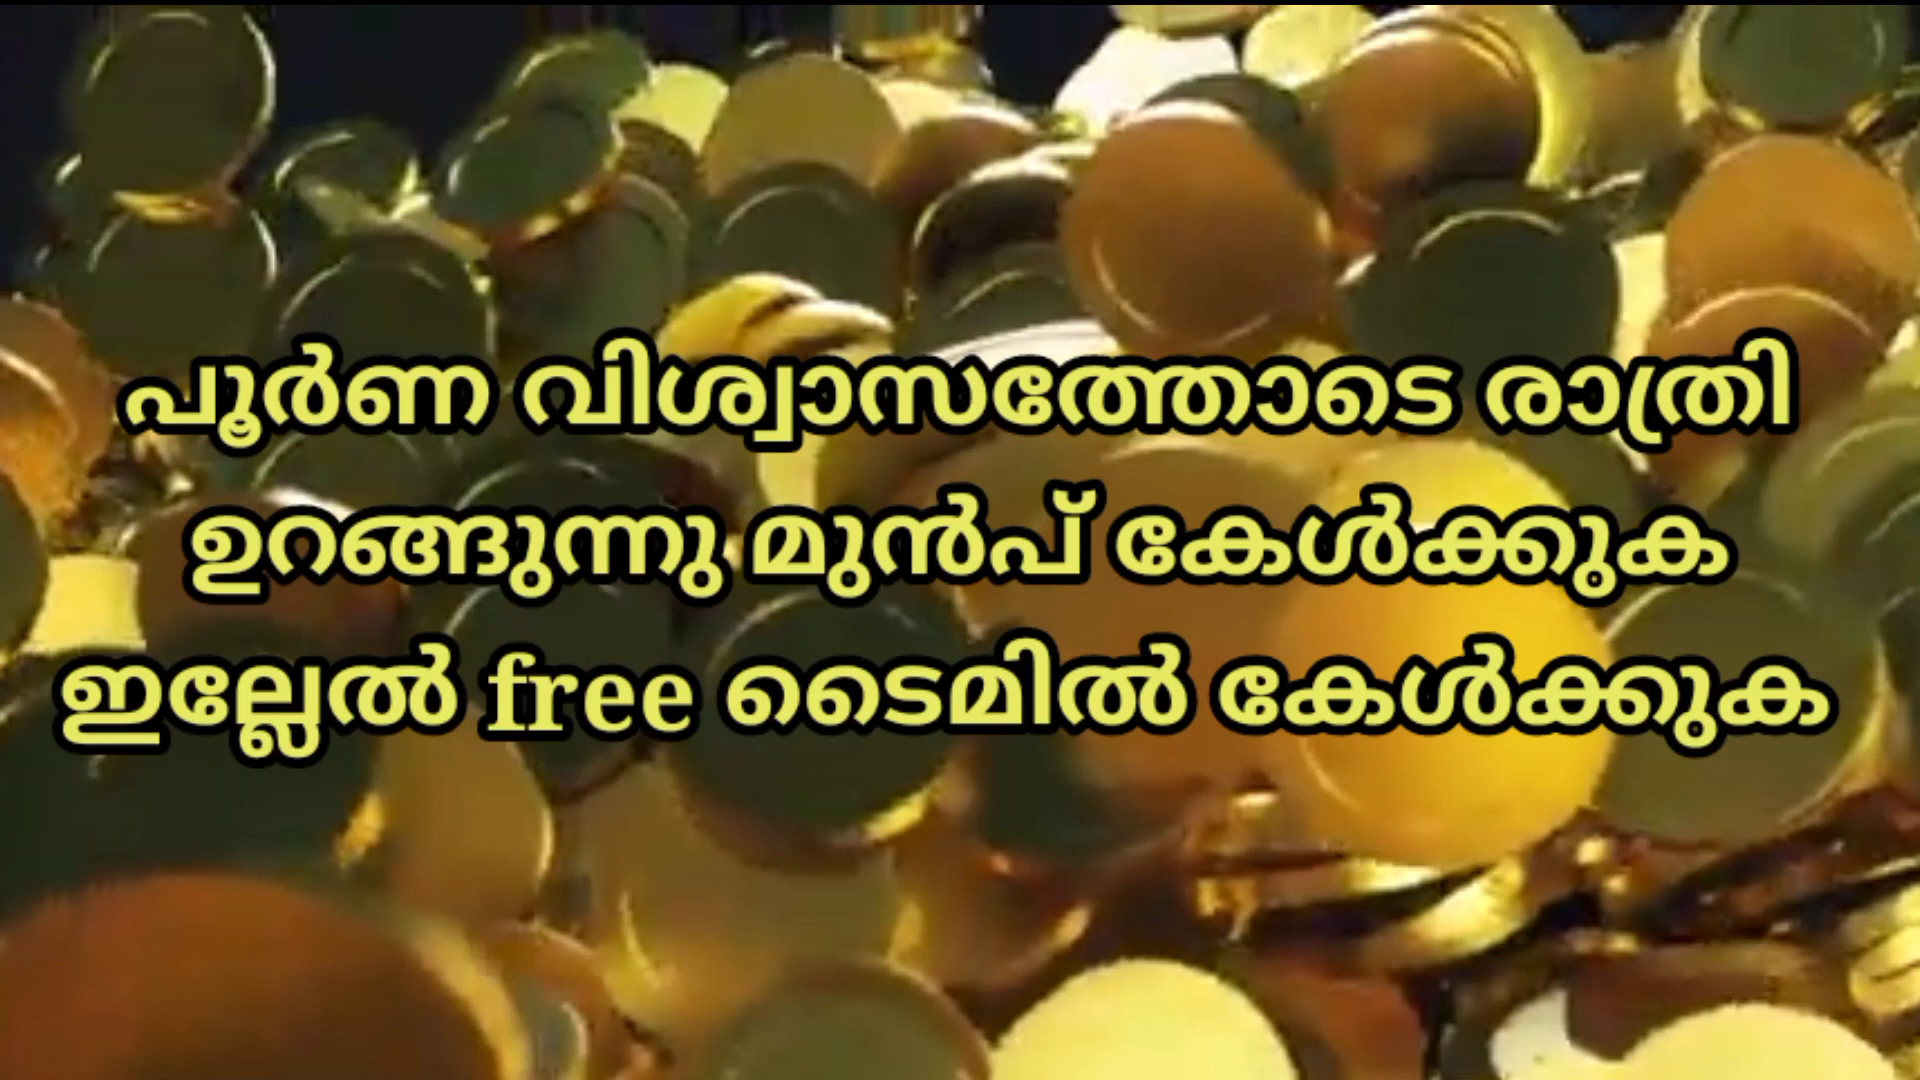 പൂർണ വിശ്വാസത്തോടെ രാത്രി
ഉറങ്ങുന്നു മുൻപ് കേൾക്കുക
ഇല്ലേൽ free ടൈമിൽ കേൾക്കുക